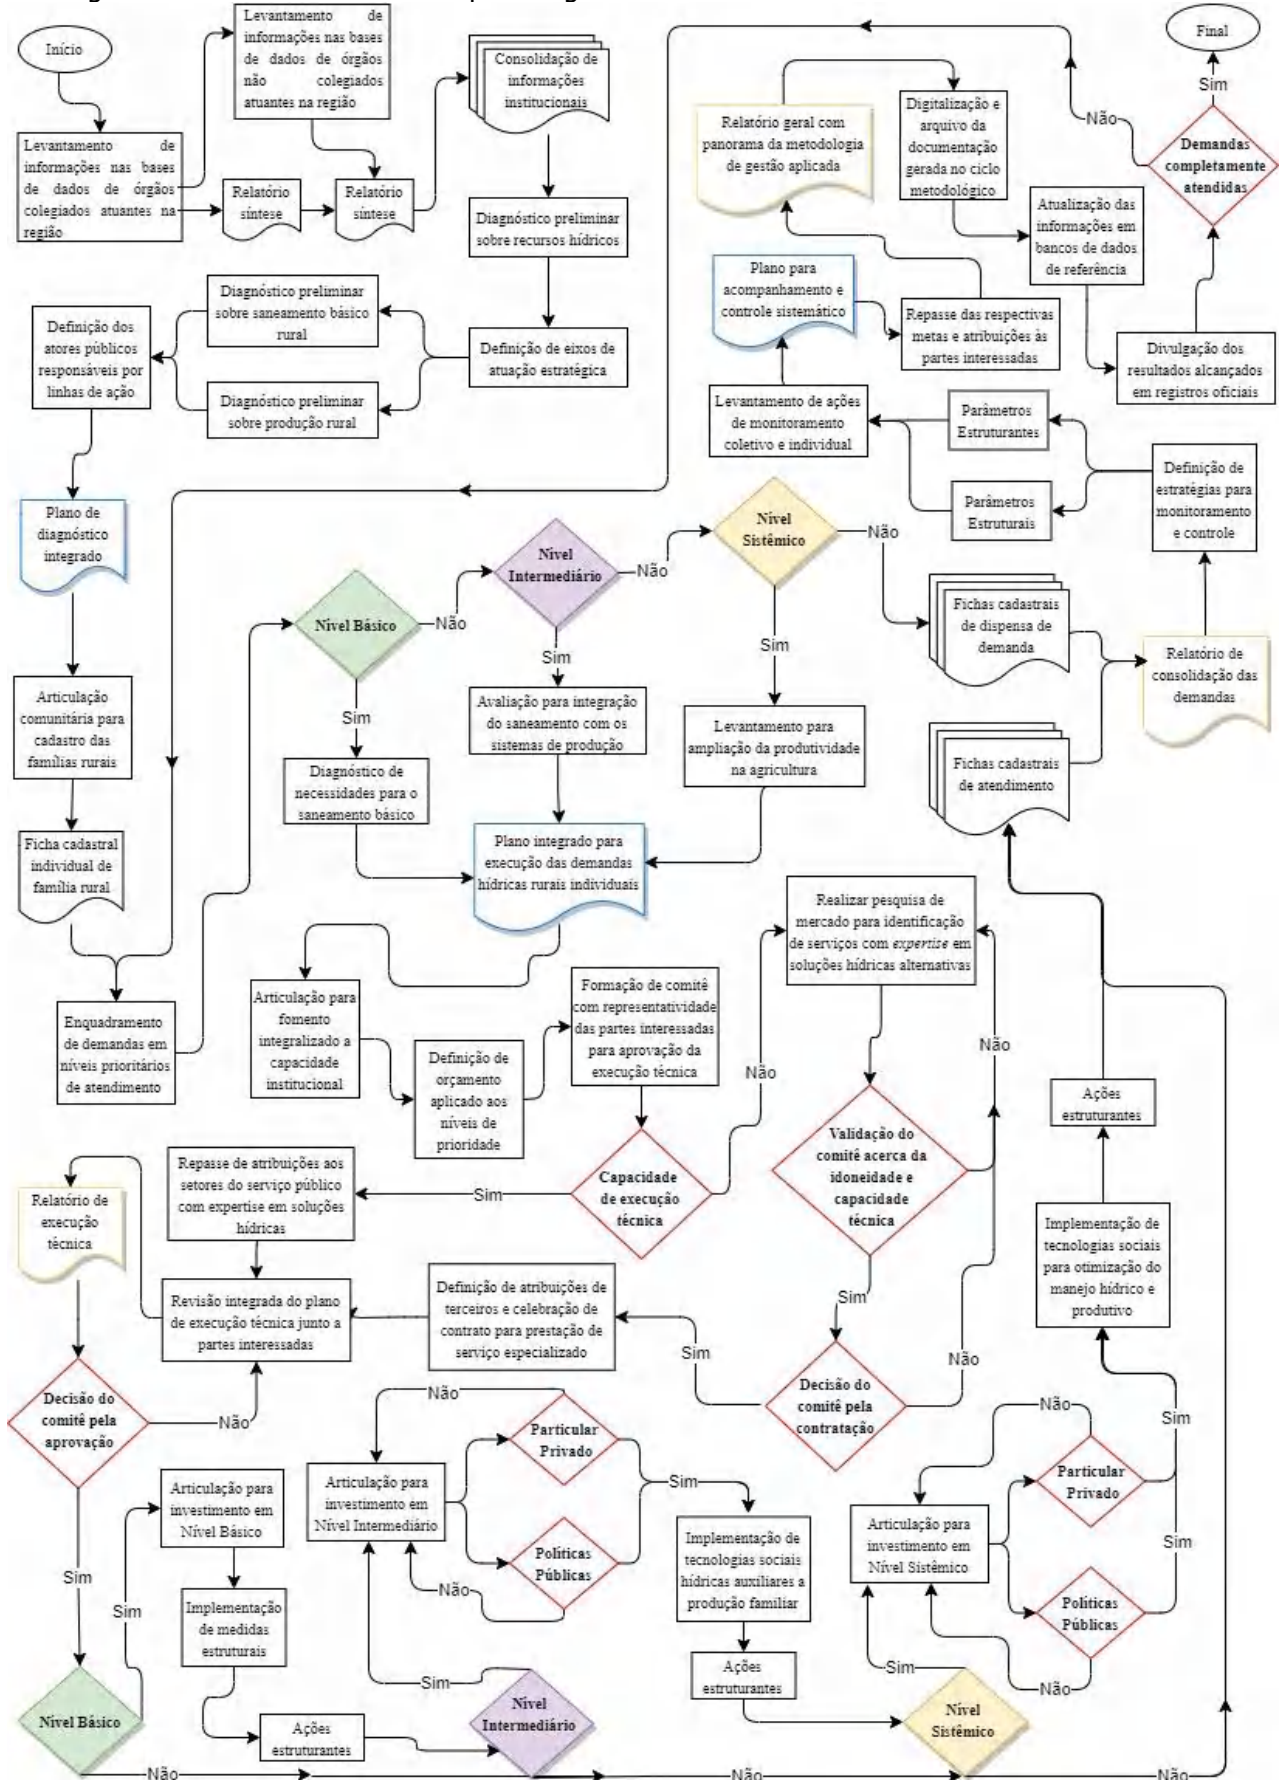 Início
Levantamento de
informações nas bases
de dados de órgãos
colegiados atuantes na
região
Levantamento de
informações nas bases
de dados de órgãos
não colegiados
atuantes na região
Relatório
síntese
Relatório
síntese
Consolidação de
informações
institucionais
Diagnóstico preliminar
sobre recursos hídricos
Definição de eixos de
atuação estratégica
Diagnóstico preliminar
sobre saneamento básico
rural
Diagnóstico preliminar
sobre produção rural
Definição dos
atores públicos
responsáveis por
linhas de ação
Plano de
diagnóstico
integrado
Articulação
comunitária para
cadastro das
famílias rurais
Ficha cadastral
individual de
família rural
Enquadramento
de demandas em
níveis prioritários
de atendimento
Nível Básico
Não
Sim
Nível
Intermediário
Não
Sim
Nível
Sistêmico
Não
Sim
Diagnóstico de
necessidades para o
saneamento básico
Avaliação para integração
do saneamento com os
sistemas de produção
Levantamento para
ampliação da produtividade
na agricultura
Plano integrado para
execução das demandas
hídricas rurais individuais
Fichas cadastrais
de dispensa de
demanda
Fichas cadastrais
de atendimento
Relatório de
consolidação das
demandas
Definição de
estratégias para
monitoramento
e controle
Parâmetros
Estruturantes
Parâmetros
Estruturais
Levantamento de ações
de monitoramento
coletivo e individual
Plano para
acompanhamento e
controle sistemático
Repasse das respectivas
metas e atribuições às
partes interessadas
Relatório geral com
panorama da metodologia
de gestão aplicada
Digitalização e
arquivo da
documentação
gerada no ciclo
metodológico
Atualização das
informações em
bancos de dados
de referência
Divulgação dos
resultados alcançados
em registros oficiais
Demandas
completamente
atendidas
Não
Sim
Final
Articulação para
fomento
integralizado a
capacidade
institucional
Definição de
orçamento
aplicado aos
níveis de
prioridade
Formação de comitê
com representatividade
das partes interessadas
para aprovação da
execução técnica
Capacidade
de execução
técnica
Não
Sim
Realizar pesquisa de
mercado para identificação
de serviços com expertise em
soluções hídricas alternativas
Validação do
comitê acerca da
idoneidade e
capacidade
técnica
Não
Sim
Decisão do
comitê pela
contratação
Não
Sim
Definição de atribuições de
terceiros e celebração de
contrato para prestação de
serviço especializado
Repasse de atribuições aos
setores do serviço público
com expertise em soluções
hídricas
Revisão integrada do plano
de execução técnica junto a
partes interessadas
Relatório de
execução
técnica
Decisão do
comitê pela
aprovação
Não
Sim
Nível Básico
Sim
Não
Articulação para
investimento em
Nível Básico
Implementação
de medidas
estruturais
Ações
estruturantes
Nível
Intermediário
Sim
Não
Articulação para
investimento em
Nível Intermediário
Particular
Privado
Não
Políticas
Públicas
Não
Sim
Implementação de
tecnologias sociais
hídricas auxiliares a
produção familiar
Ações
estruturantes
Nível
Sistêmico
Sim
Não
Articulação para
investimento em
Nível Sistêmico
Particular
Privado
Não
Sim
Políticas
Públicas
Não
Sim
Implementação de
tecnologias sociais
para otimização do
manejo hídrico e
produtivo
Ações
estruturantes